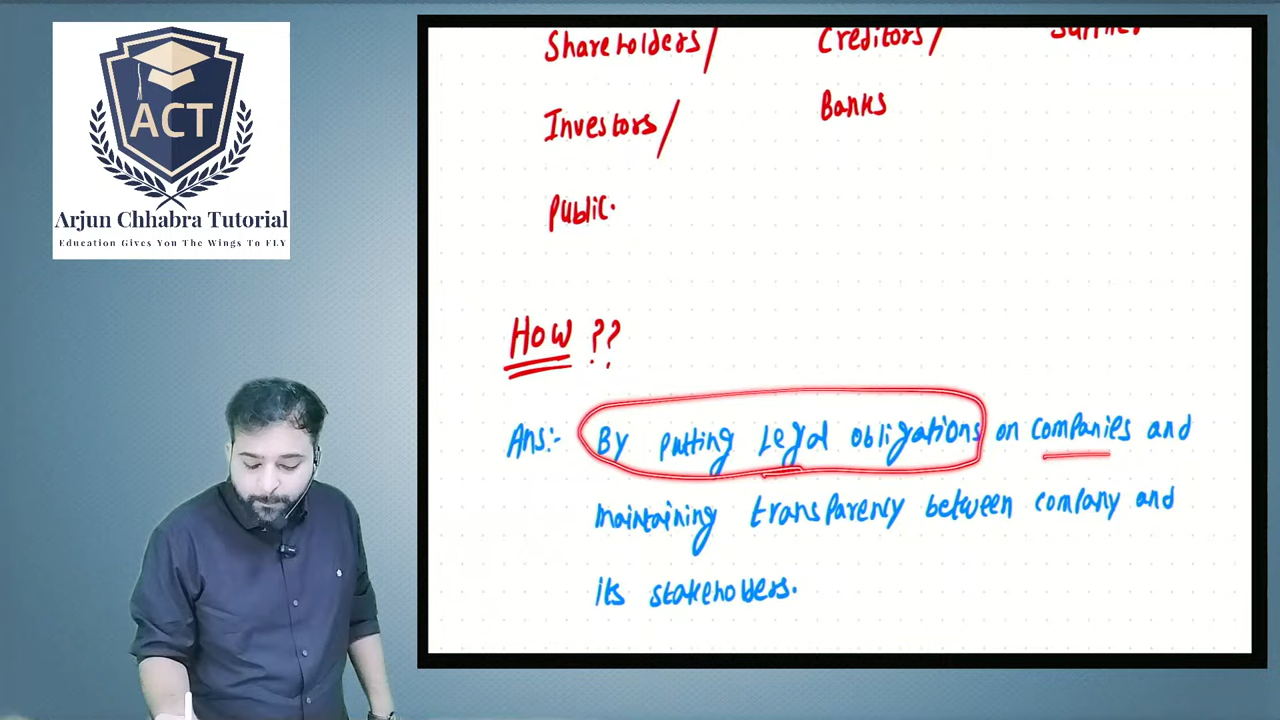 ACT
Arjun Chhabra Tutorial
Education Gives You The Wings To FLY
Shareholders/ Creditors/
Investors/ Banks
Public.
How ??
Ans:- By putting Legal obligations on companies and
maintaining transparency between company and
its stakeholders.